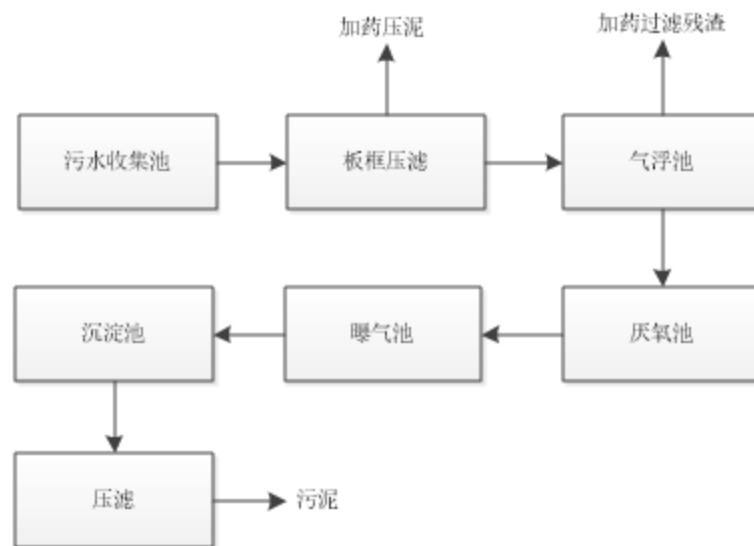 加药压泥
加药过滤残渣
污水收集池
板框压滤
气浮池
沉淀池
曝气池
厌氧池
压滤
污泥